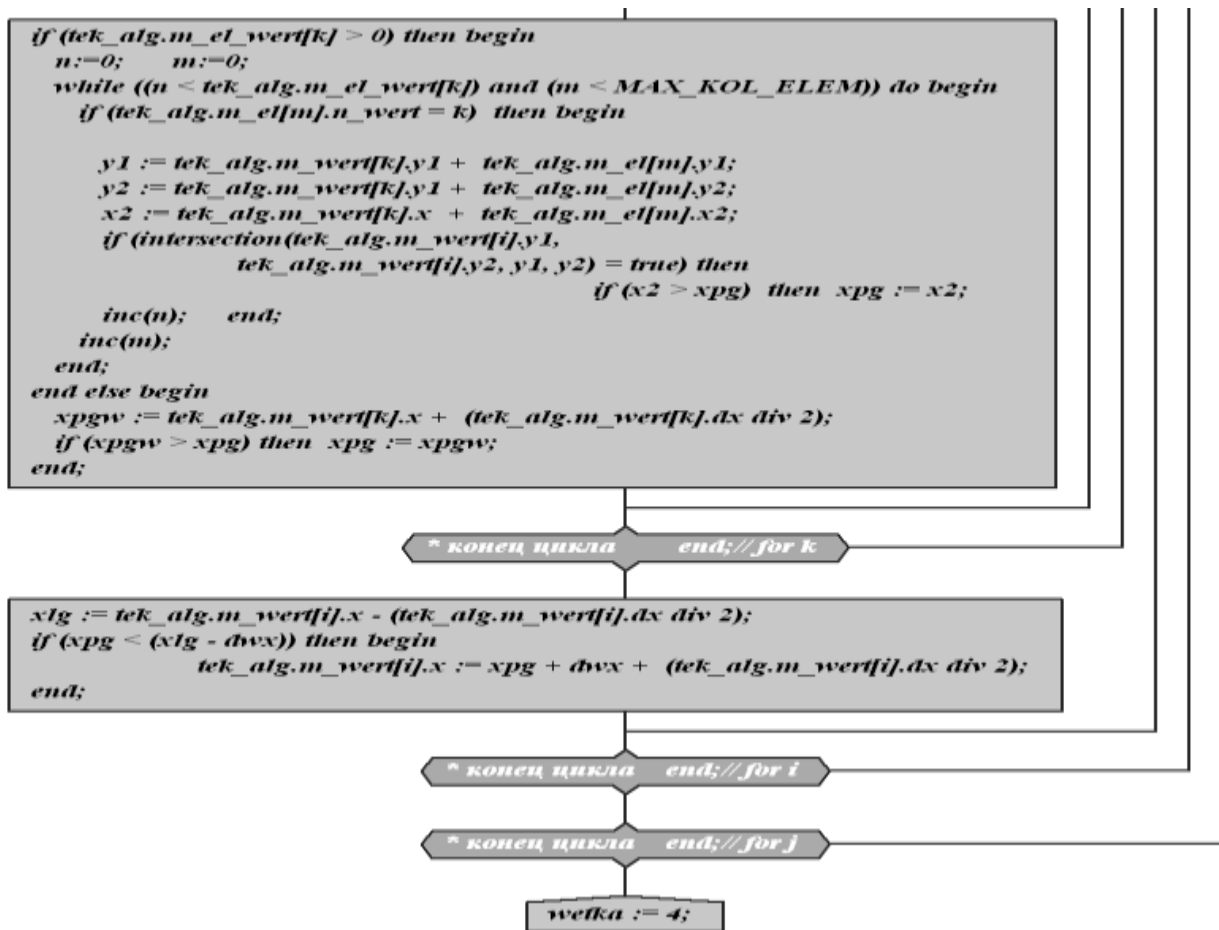 if (tek_alg.m_el_wert[k] > 0) then begin
n:=0; m:=0;
while ((n < tek_alg.m_el_wert[k]) and (m < MAX_KOL_ELEM)) do begin
if (tek_alg.m_el[m].n_wert = k) then begin
y1 := tek_alg.m_wert[k].y1 + tek_alg.m_el[m].y1;
y2 := tek_alg.m_wert[k].y1 + tek_alg.m_el[m].y2;
x2 := tek_alg.m_wert[k].x + tek_alg.m_el[m].x2;
if (intersection(tek_alg.m_wert[i].y1,
tek_alg.m_wert[i].y2, y1, y2) = true) then
if (x2 > xpg) then xpg := x2;
inc(n); end;
inc(m);
end;
end else begin
xpgw := tek_alg.m_wert[k].x + (tek_alg.m_wert[k].dx div 2);
if (xpgw > xpg) then xpg := xpgw;
end;
* конец цикла end;// for k
xlg := tek_alg.m_wert[i].x - (tek_alg.m_wert[i].dx div 2);
if (xpg < (xlg - dwx)) then begin
tek_alg.m_wert[i].x := xpg + dwx + (tek_alg.m_wert[i].dx div 2);
end;
* конец цикла end;// for i
* конец цикла end;// for j
wetka := 4;